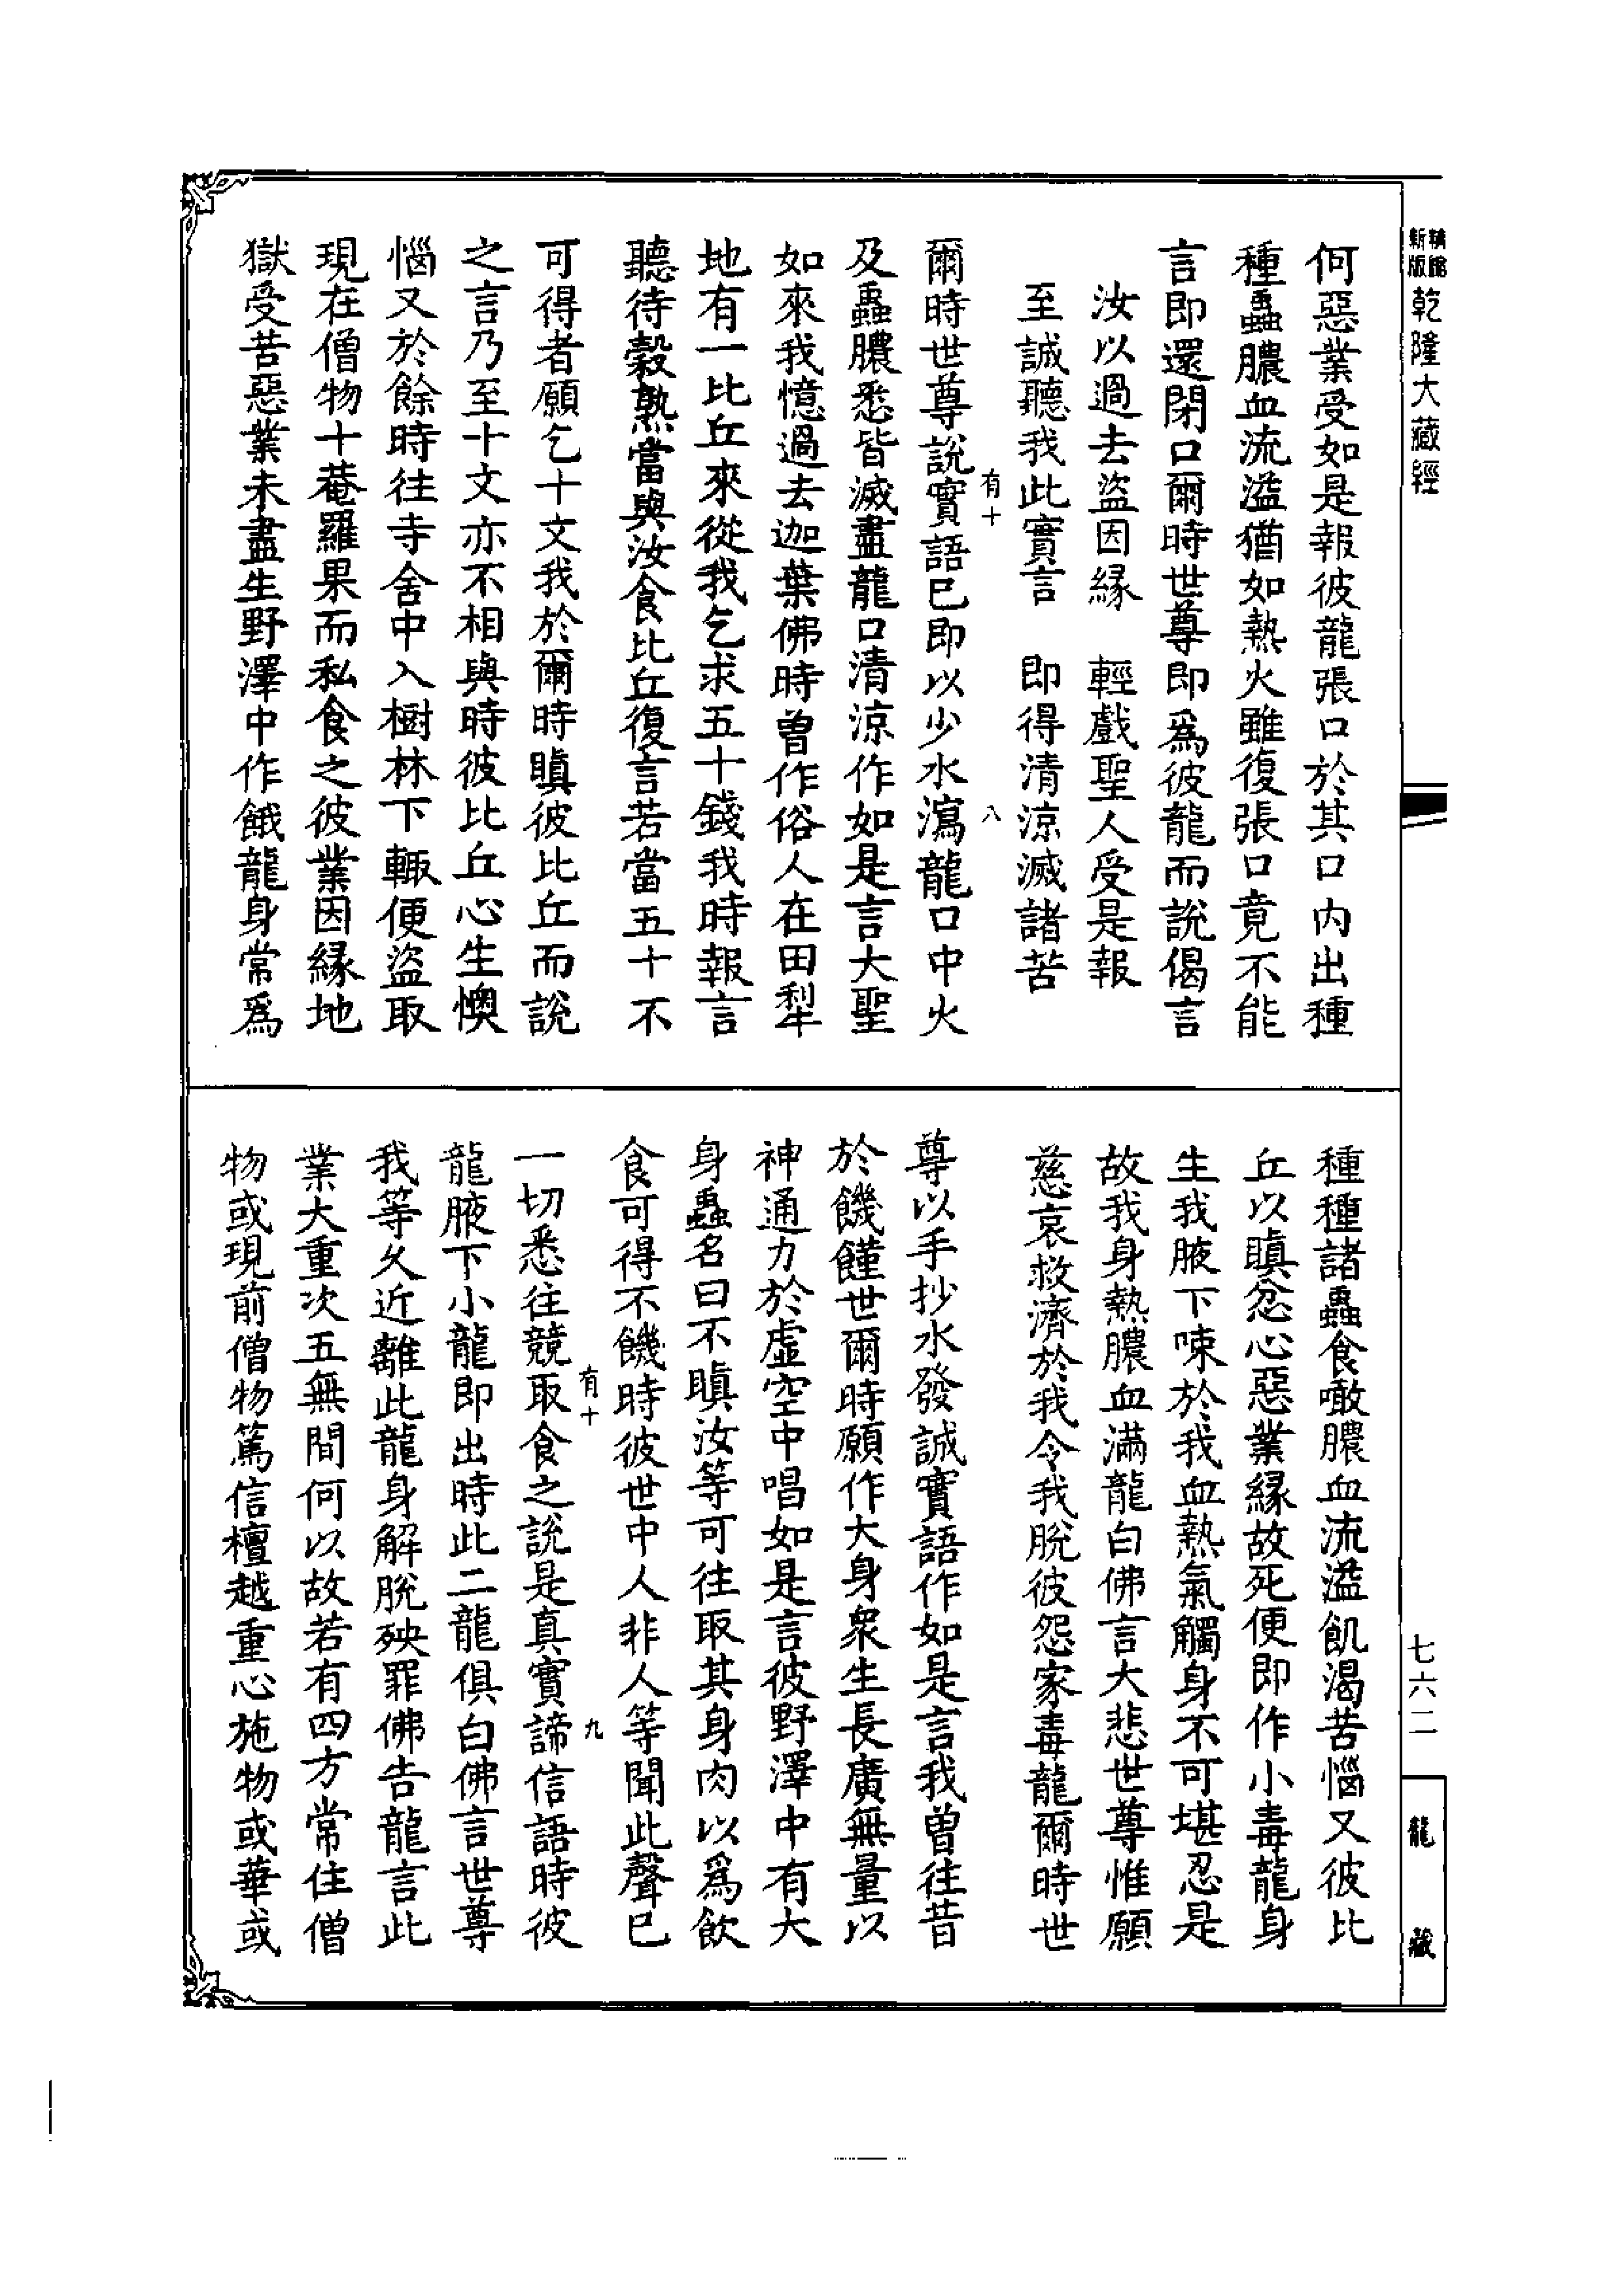 精縮
新版
乾隆大藏經
何惡業受如是報彼龍張口於其口内出種
種蟲膿血流溢猶如熱火雖復張口竟不能
言即還閉口爾時世尊即爲彼龍而說偈言
汝以過去盜因緣　輕戲聖人受是報
至誠聽我此實言　即得清涼滅諸苦
有十　八
爾時世尊說實語已即以少水瀉龍口中火
及蟲膿悉皆滅盡龍口清涼作如是言大聖
如來我憶過去迦葉佛時曾作俗人在田犁
地有一比丘來從我乞求五十錢我時報言
聽待穀熟當與汝食比丘復言若當五十不
可得者願乞十文我於爾時瞋彼比丘而說
之言乃至十文亦不相與時彼比丘心生懊
惱又於餘時往寺舍中入樹林下輙便盜取
現在僧物十菴羅果而私食之彼業因緣地
獄受苦惡業未盡生野澤中作餓龍身常爲
種種諸蟲食噉膿血流溢飢渴苦惱又彼比
丘以瞋忿心惡業緣故死便即作小毒龍身
生我腋下唼於我血熱氣觸身不可堪忍是
故我身熱膿血滿龍白佛言大悲世尊惟願
慈哀救濟於我令我脫彼怨家毒龍爾時世
尊以手抄水發誠實語作如是言我曾往昔
於饑饉世爾時願作大身衆生長廣無量以
神通力於虛空中唱如是言彼野澤中有大
身蟲名曰不瞋汝等可往取其身肉以爲飲
食可得不饑時彼世中人非人等聞此聲已
有十　九
一切悉往競取食之說是真實諦信語時彼
龍腋下小龍即出時此二龍俱白佛言世尊
我等久近離此龍身解脫殃罪佛告龍言此
業大重次五無間何以故若有四方常住僧
物或現前僧物篤信檀越重心施物或華或
七六二
龍藏